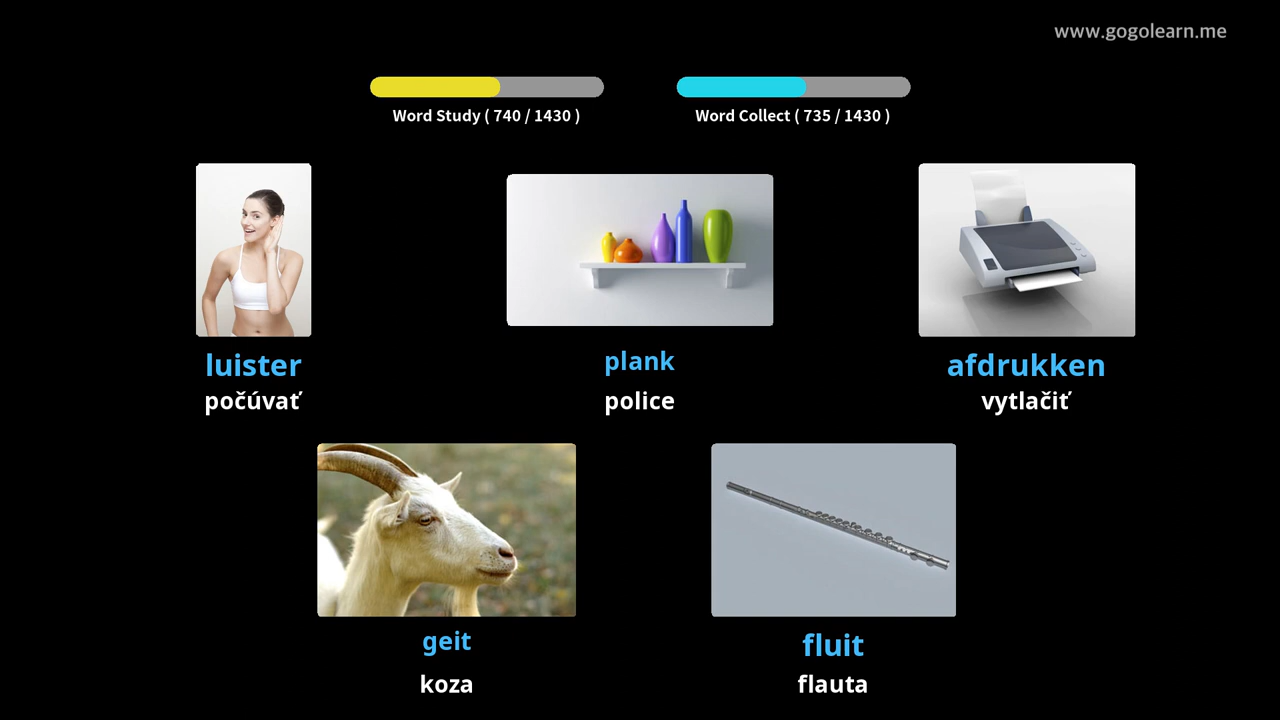 www.gogolearn.me
Word Study ( 740 / 1430 )
Word Collect ( 735 / 1430 )
luister
počúvať
plank
police
afdrukken
vytlačiť
geit
koza
fluit
flauta